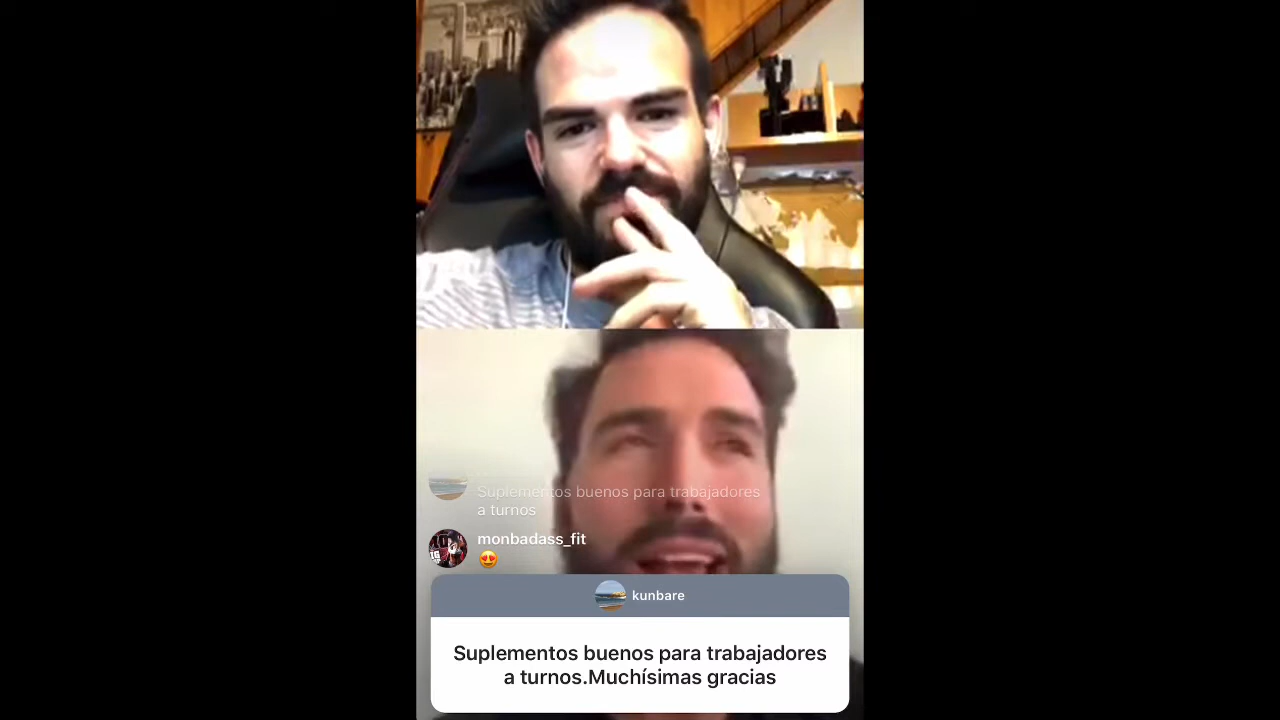 Suplementos buenos para trabajadores
a turnos
monbadass_fit
😍
kunbare
Suplementos buenos para trabajadores
a turnos.Muchísimas gracias